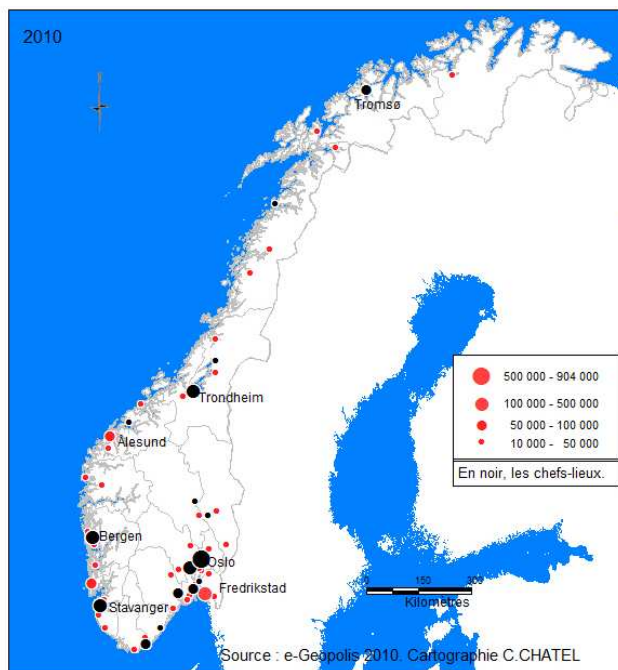 2010
Tromsø
Trondheim
Ålesund
Bergen
Oslo
Fredrikstad
Stavanger
500 000 - 904 000
100 000 - 500 000
50 000 - 100 000
10 000 - 50 000
En noir, les chefs-lieux.
0 150 300
Kilomètres
Source : e-Geopolis 2010. Cartographie C.CHATEL